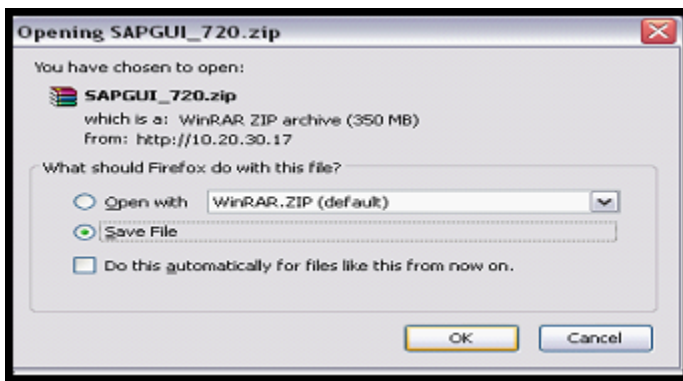 Opening SAPGUI_720.zip
You have chosen to open:
SAPGUI_720.zip
which is a: WinRAR ZIP archive (350 MB)
from: http://10.20.30.17
What should Firefox do with this file?
Open with WinRAR.ZIP (default)
Save File
Do this automatically for files like this from now on.
OK Cancel